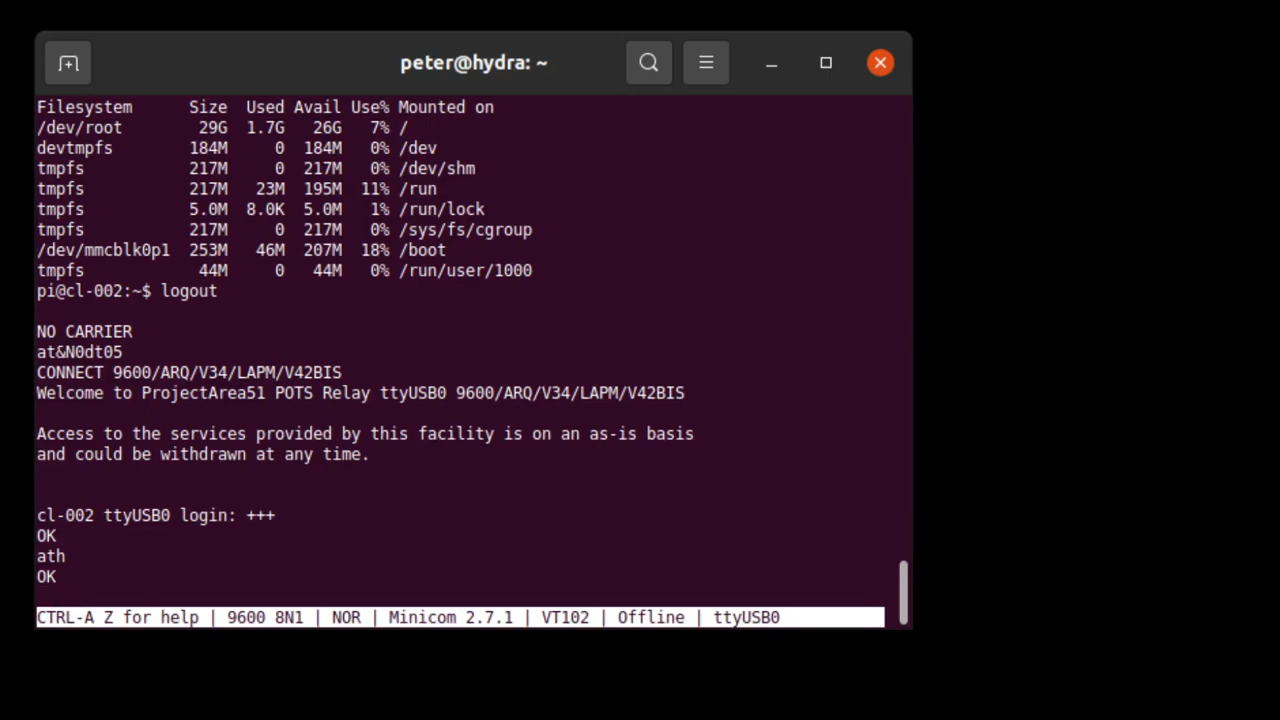 peter@hydra: ~
Filesystem      Size  Used Avail Use% Mounted on
/dev/root        29G  1.7G   26G   7% /
devtmpfs        184M     0  184M   0% /dev
tmpfs           217M     0  217M   0% /dev/shm
tmpfs           217M   23M  195M  11% /run
tmpfs           5.0M  8.0K  5.0M   1% /run/lock
tmpfs           217M     0  217M   0% /sys/fs/cgroup
/dev/mmcblk0p1  253M   46M  207M  18% /boot
tmpfs            44M     0   44M   0% /run/user/1000
pi@cl-002:~$ logout
NO CARRIER
at&N0dt05
CONNECT 9600/ARQ/V34/LAPM/V42BIS
Welcome to ProjectArea51 POTS Relay ttyUSB0 9600/ARQ/V34/LAPM/V42BIS
Access to the services provided by this facility is on an as-is basis
and could be withdrawn at any time.
cl-002 ttyUSB0 login: +++
OK
ath
OK
CTRL-A Z for help | 9600 8N1 | NOR | Minicom 2.7.1 | VT102 | Offline | ttyUSB0